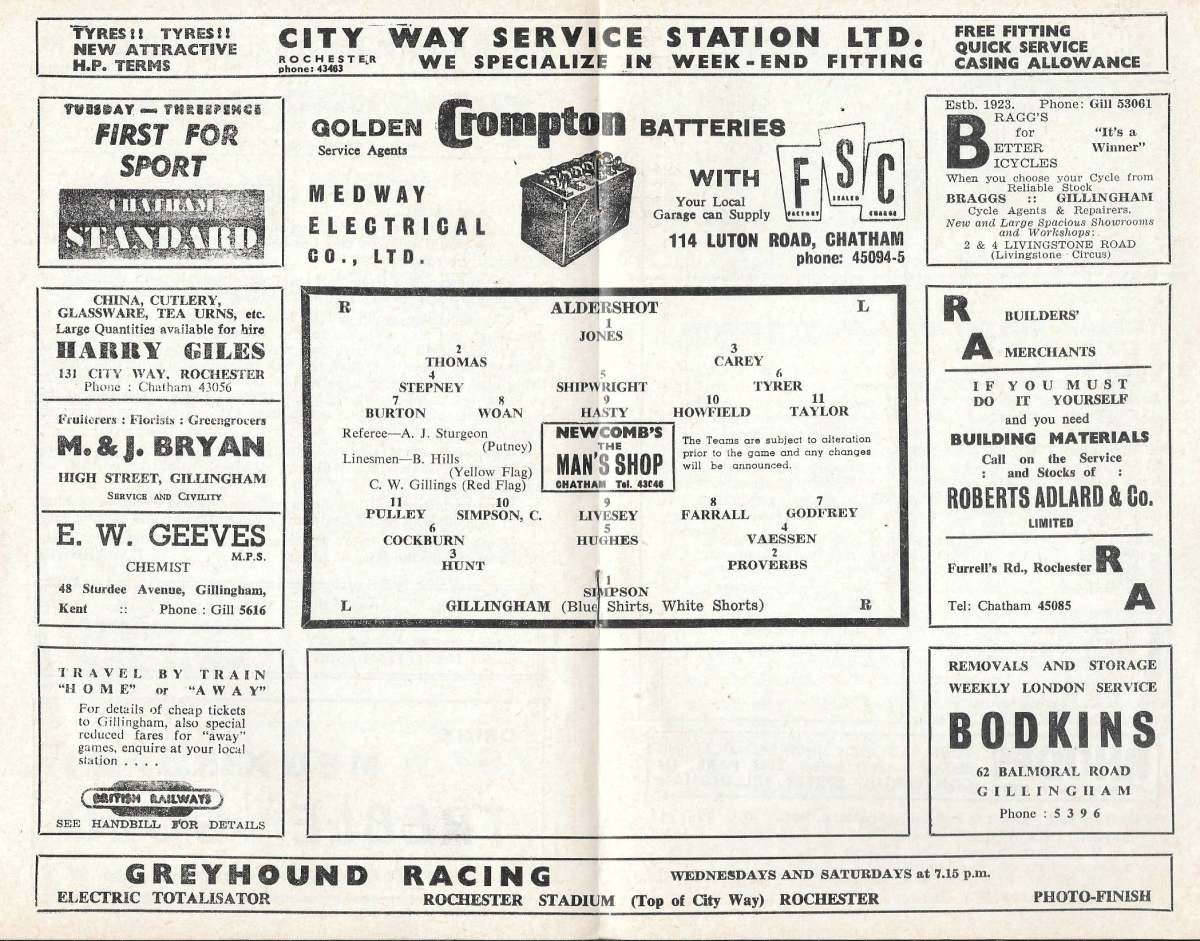 TYRES!! TYRES!!
NEW ATTRACTIVE
H.P. TERMS
CITY WAY SERVICE STATION LTD.
ROCHESTER
phone: 43463
WE SPECIALIZE IN WEEK-END FITTING
FREE FITTING
QUICK SERVICE
CASING ALLOWANCE
TUESDAY — THREEPENCE
FIRST FOR
SPORT
CHATHAM
STANDARD
GOLDEN Crompton BATTERIES
Service Agents
MEDWAY
ELECTRICAL
CO., LTD.
WITH
FSC
FACTORY SEALED CHARGE
Your Local
Garage can Supply
114 LUTON ROAD, CHATHAM
phone: 45094-5
Estb. 1923. Phone: Gill 53061
BRAGG'S
for
BETTER
BICYCLES
"It's a
Winner"
When you choose your Cycle from
Reliable Stock
BRAGGS :: GILLINGHAM
Cycle Agents & Repairers.
New and Large Spacious Showrooms
and Workshops:
2 & 4 LIVINGSTONE ROAD
(Livingstone Circus)
CHINA, CUTLERY,
GLASSWARE, TEA URNS, etc.
Large Quantities available for hire
HARRY GILES
131 CITY WAY, ROCHESTER
Phone : Chatham 43056
Fruiterers : Florists : Greengrocers
M. & J. BRYAN
HIGH STREET, GILLINGHAM
SERVICE AND CIVILITY
E. W. GEEVES
M.P.S.
CHEMIST
48 Sturdee Avenue, Gillingham,
Kent :: Phone : Gill 5616
R ALDERSHOT L
1
JONES
2 3
THOMAS CAREY
4 5 6
STEPNEY SHIPWRIGHT TYRER
7 8 9 10 11
BURTON WOAN HASTY HOWFIELD TAYLOR
Referee—A. J. Sturgeon
(Putney)
Linesmen—B. Hills
(Yellow Flag)
C. W. Gillings (Red Flag)
NEWCOMB'S
THE
MAN'S SHOP
CHATHAM Tel. 43C46
The Teams are subject to alteration
prior to the game and any changes
will be announced.
11 10 9 8 7
PULLEY SIMPSON, C. LIVESEY FARRALL GODFREY
6 5 4
COCKBURN HUGHES VAESSEN
3 2
HUNT PROVERBS
1
SIMPSON
L GILLINGHAM (Blue Shirts, White Shorts) R
R BUILDERS'
A MERCHANTS
IF YOU MUST
DO IT YOURSELF
and you need
BUILDING MATERIALS
Call on the Service
: and Stocks of :
ROBERTS ADLARD & Co.
LIMITED
Furrell's Rd., Rochester R
Tel: Chatham 45085 A
TRAVEL BY TRAIN
"HOME" or "AWAY"
For details of cheap tickets
to Gillingham, also special
reduced fares for "away"
games, enquire at your local
station . . . .
BRITISH RAILWAYS
SEE HANDBILL FOR DETAILS
REMOVALS AND STORAGE
WEEKLY LONDON SERVICE
BODKINS
62 BALMORAL ROAD
GILLINGHAM
Phone : 5 3 9 6
GREYHOUND RACING WEDNESDAYS AND SATURDAYS at 7.15 p.m.
ELECTRIC TOTALISATOR ROCHESTER STADIUM (Top of City Way) ROCHESTER PHOTO-FINISH